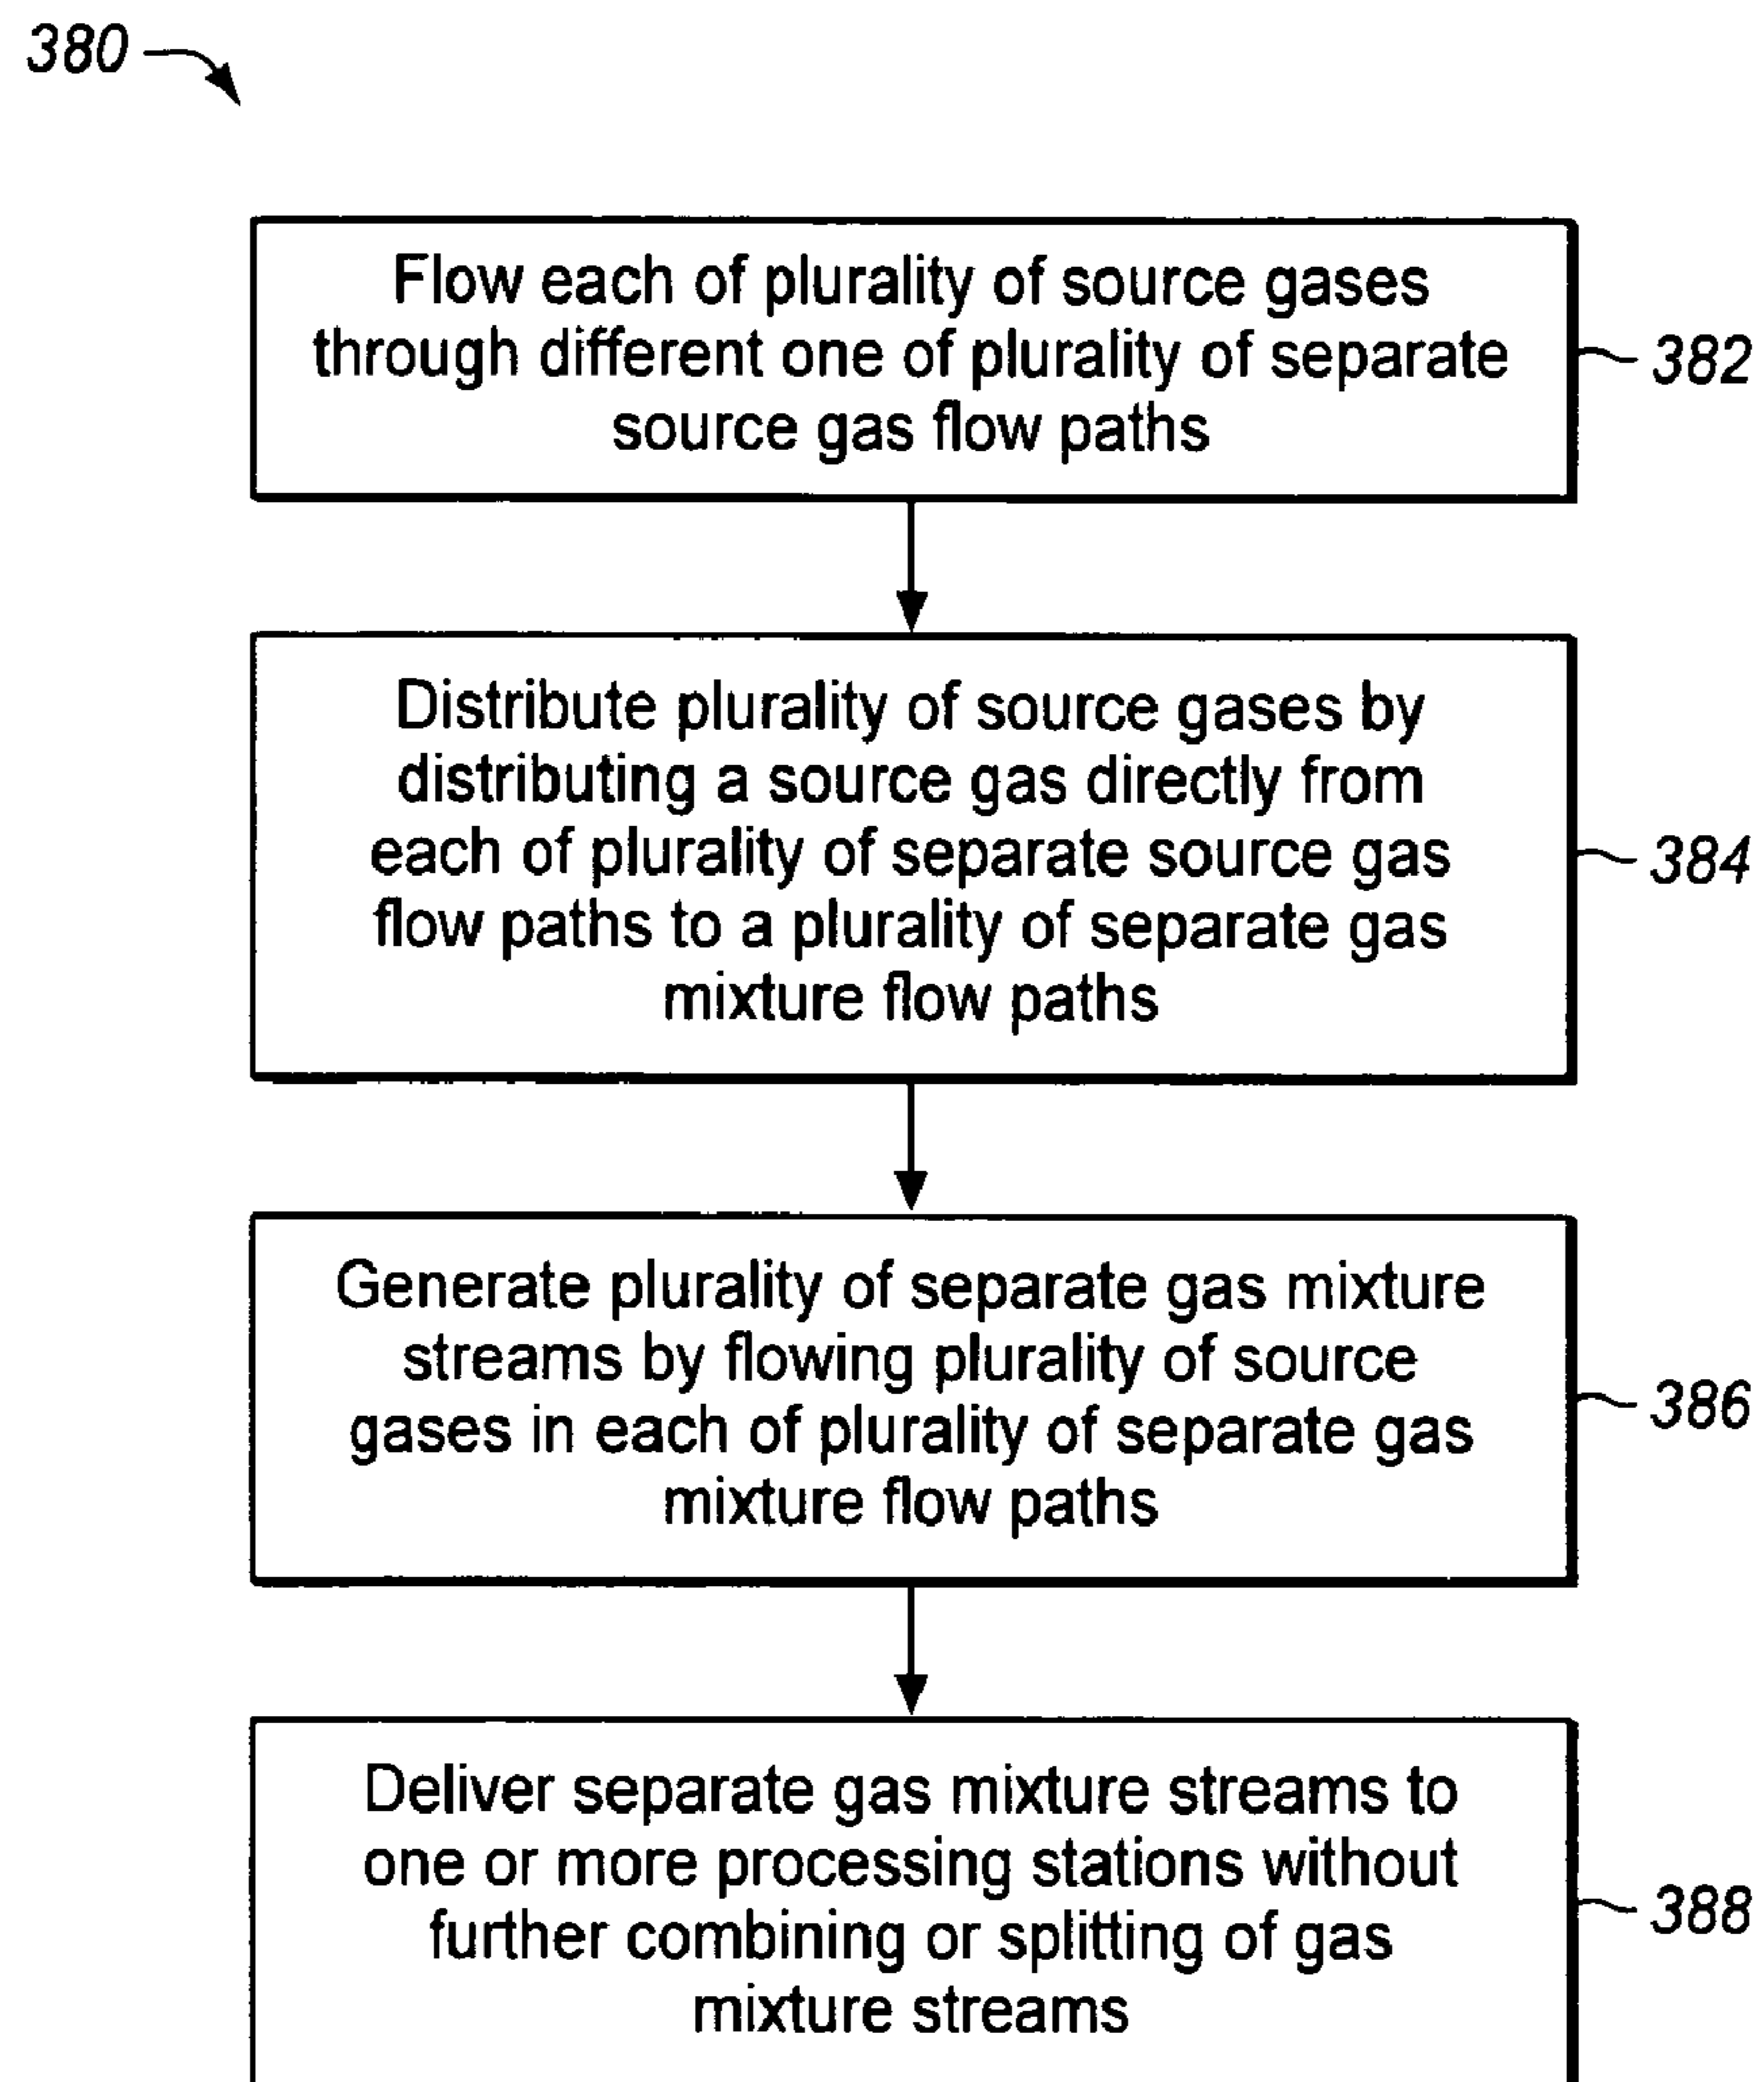 380
Flow each of plurality of source gases
through different one of plurality of separate
source gas flow paths
382
Distribute plurality of source gases by
distributing a source gas directly from
each of plurality of separate source gas
flow paths to a plurality of separate gas
mixture flow paths
384
Generate plurality of separate gas mixture
streams by flowing plurality of source
gases in each of plurality of separate gas
mixture flow paths
386
Deliver separate gas mixture streams to
one or more processing stations without
further combining or splitting of gas
mixture streams
388